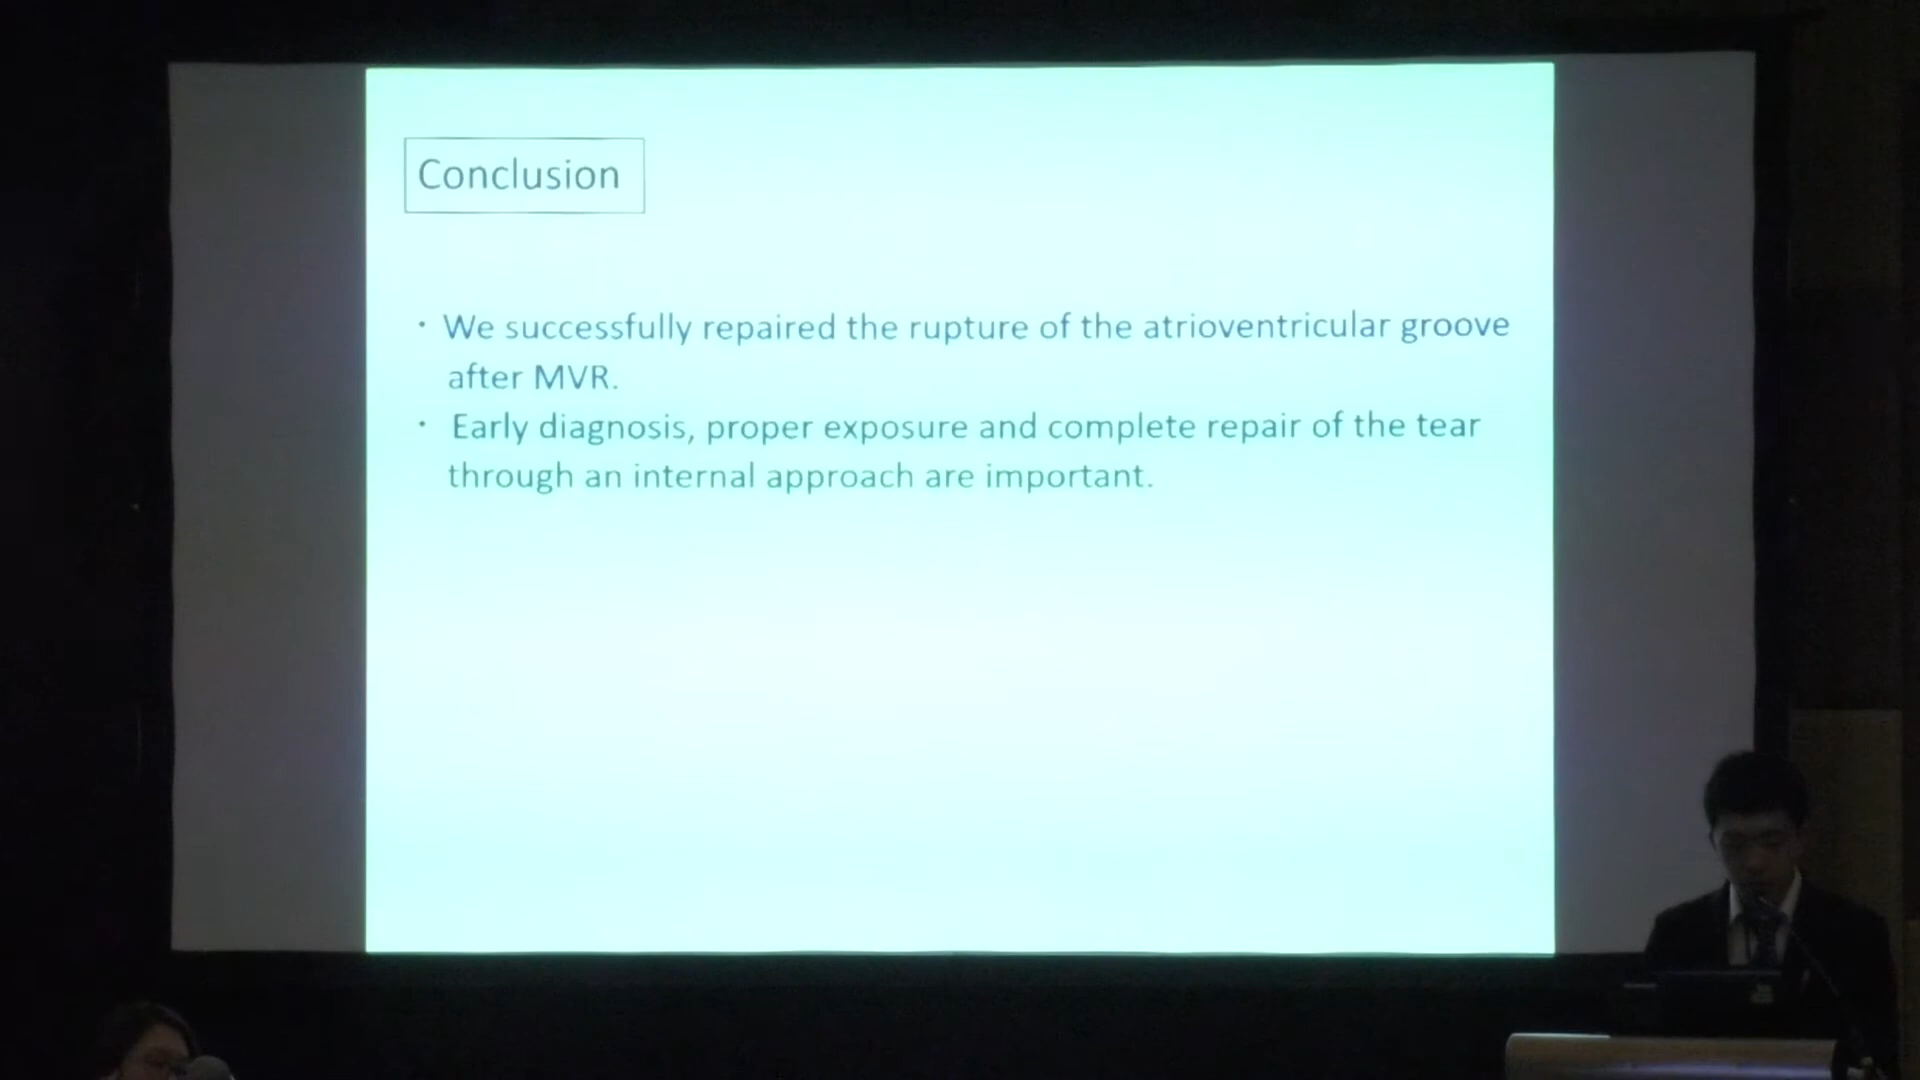 Conclusion
・We successfully repaired the rupture of the atrioventricular groove
after MVR.
・ Early diagnosis, proper exposure and complete repair of the tear
through an internal approach are important.